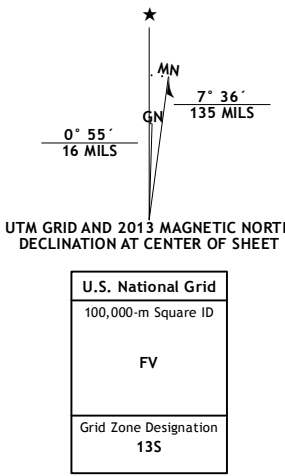 ★
MN
7° 36´
135 MILS
GN
0° 55´
16 MILS
UTM GRID AND 2013 MAGNETIC NORTH
DECLINATION AT CENTER OF SHEET
U.S. National Grid
100,000-m Square ID
FV
Grid Zone Designation
13S